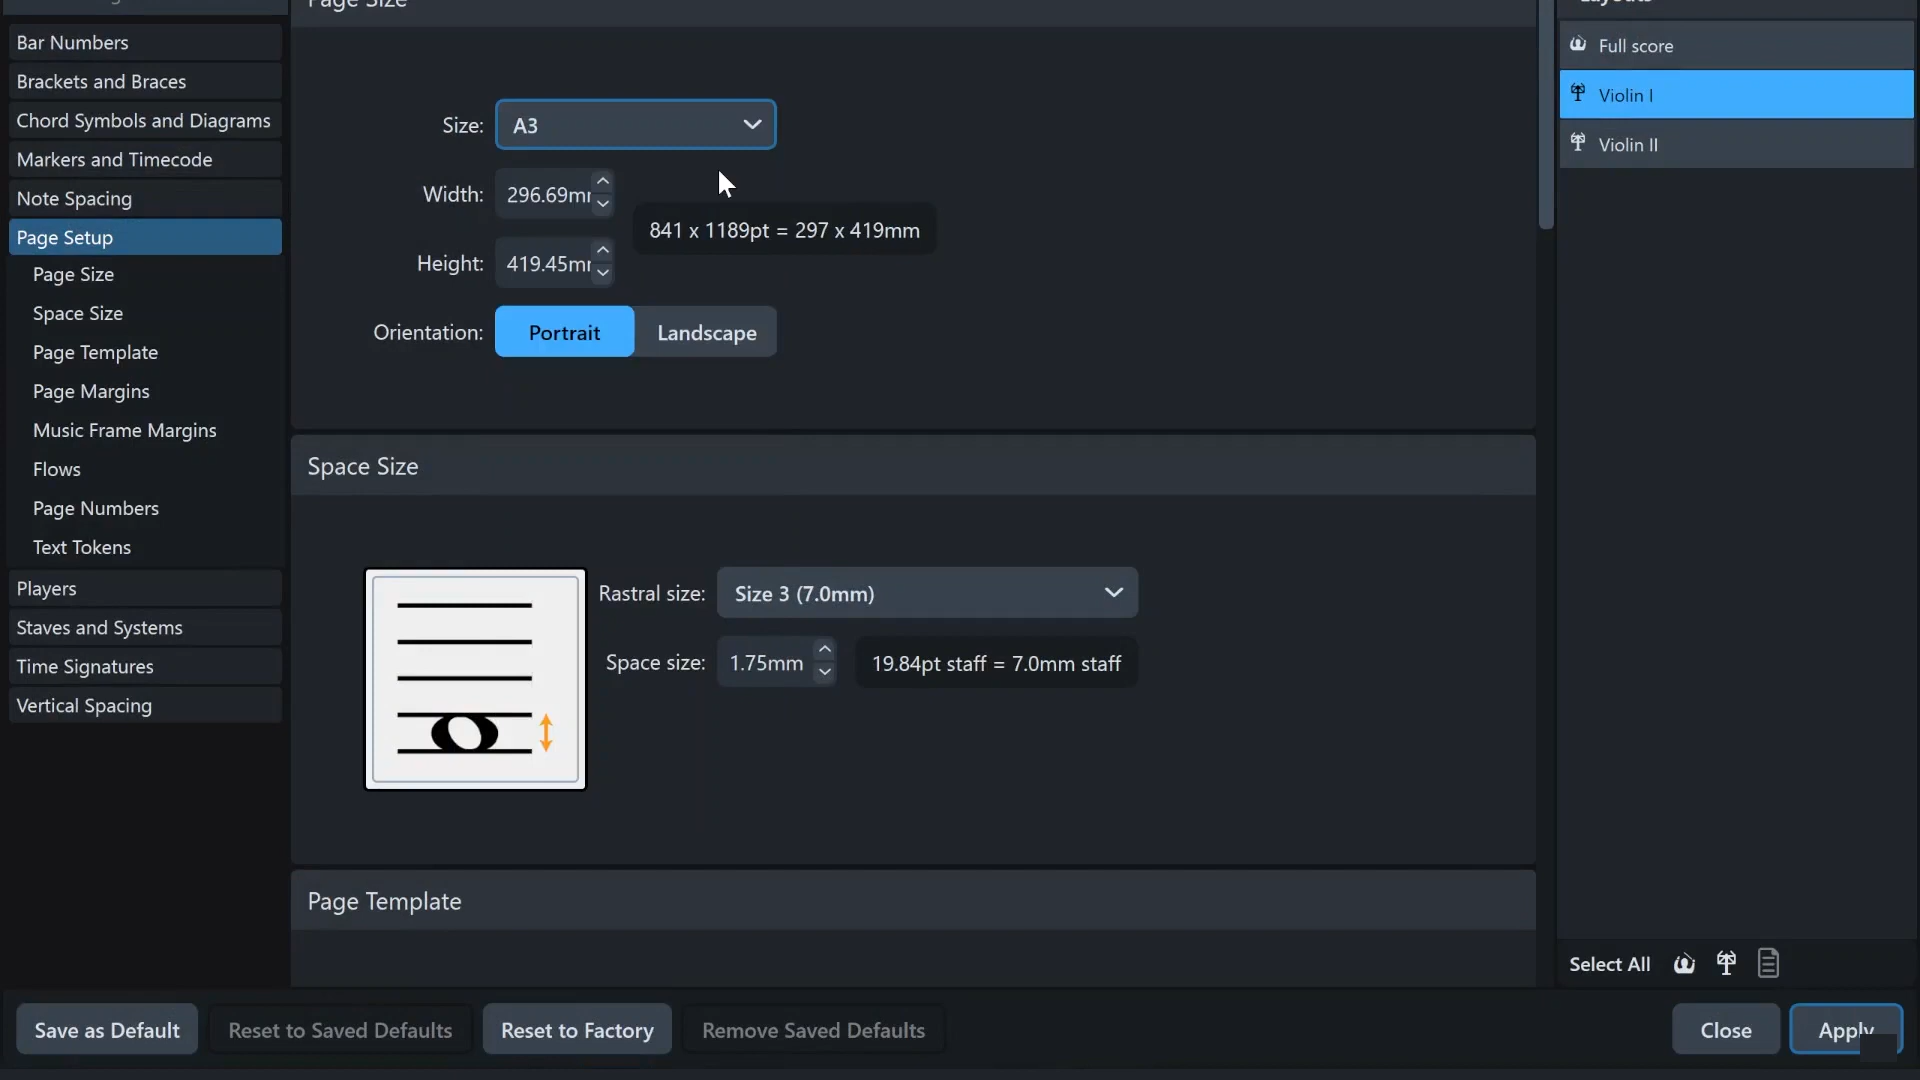 Page Size
Layouts
Bar Numbers
Brackets and Braces
Chord Symbols and Diagrams
Markers and Timecode
Note Spacing
Page Setup
Page Size
Space Size
Page Template
Page Margins
Music Frame Margins
Flows
Page Numbers
Text Tokens
Players
Staves and Systems
Time Signatures
Vertical Spacing
Size: A3
Width: 296.69m
841 x 1189pt = 297 x 419mm
Height: 419.45m
Orientation: Portrait Landscape
Space Size
Rastral size: Size 3 (7.0mm)
Space size: 1.75mm 19.84pt staff = 7.0mm staff
Page Template
Full score
Violin I
Violin II
Select All
Save as Default Reset to Saved Defaults Reset to Factory Remove Saved Defaults Close Apply